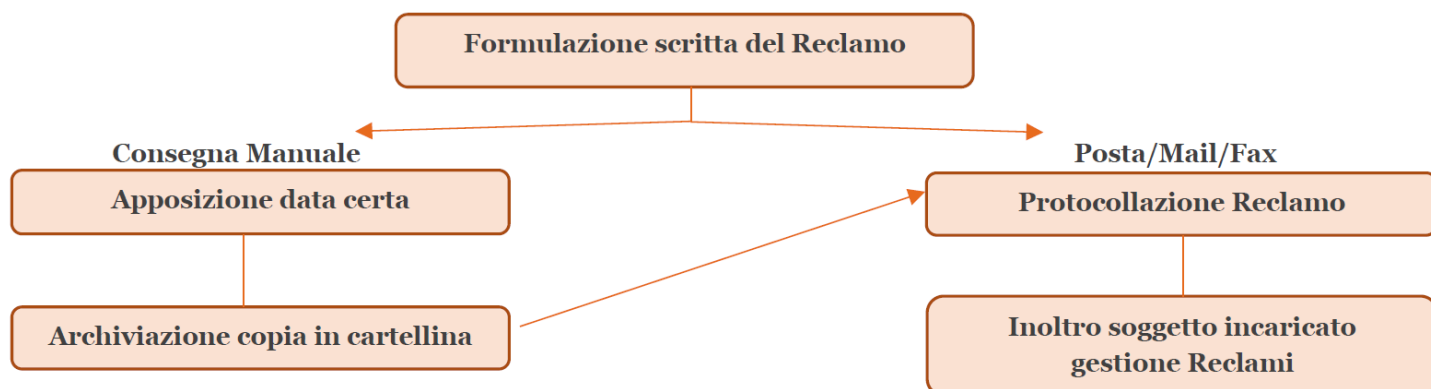 Formulazione scritta del Reclamo
Consegna Manuale
Posta/Mail/Fax
Apposizione data certa
Protocollazione Reclamo
Archiviazione copia in cartellina
Inoltro soggetto incaricato
gestione Reclami